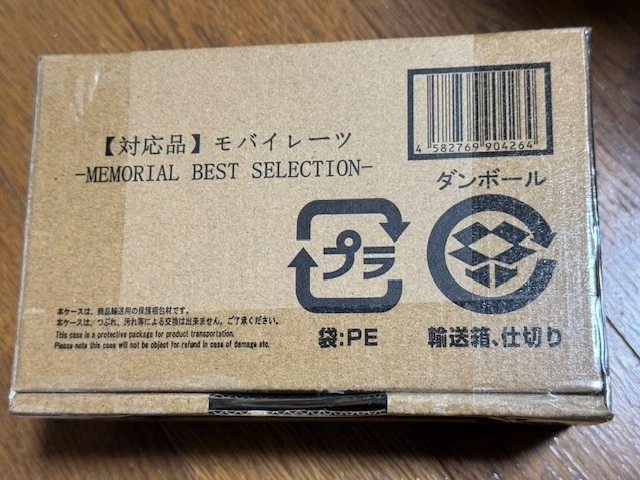 【対応品】モバイレーツ
-MEMORIAL BEST SELECTION-
4 582769 904264
ダンボール
プラ
袋:PE
輸送箱、仕切り
本ケースは、商品輸送用の保護梱包材です。
本ケースは、つぶれ、汚れ等による交換は出来ません。ご了承ください。
This case is a protective package for product transportation.
Please note this case will not be object for refund in case of damage etc.